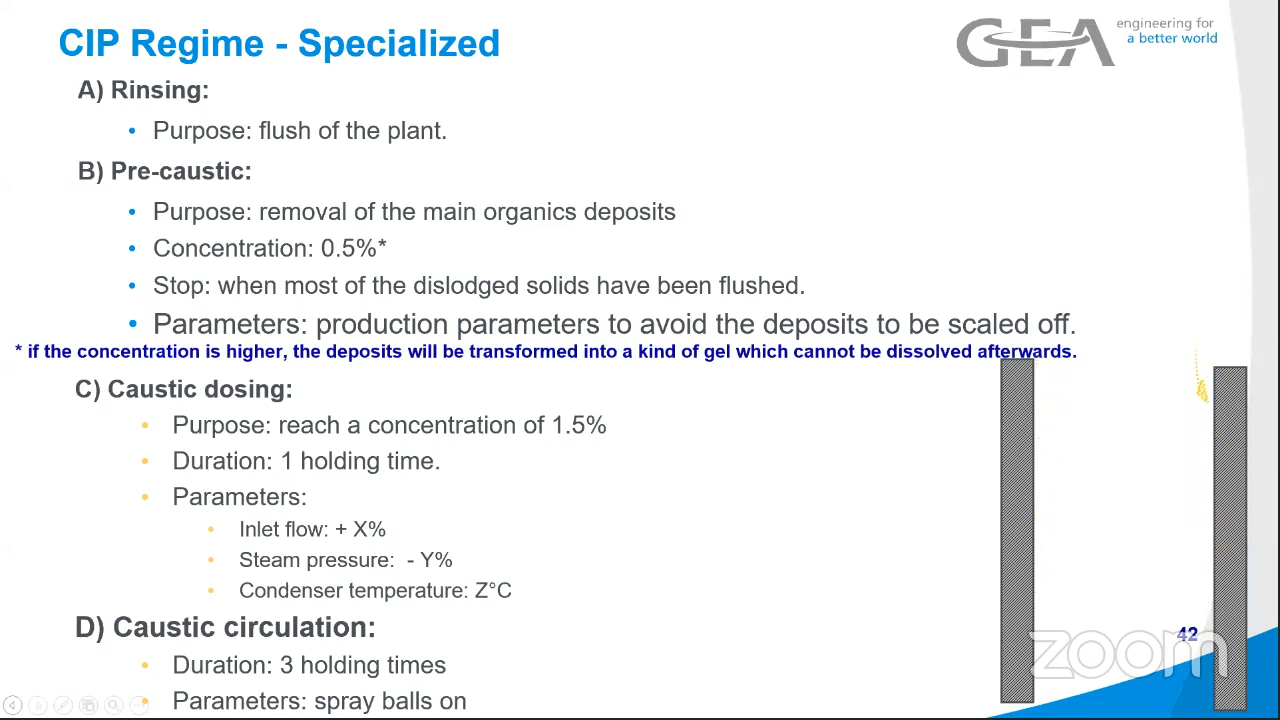 CIP Regime - Specialized
GEA
engineering for
a better world
A) Rinsing:
• Purpose: flush of the plant.
B) Pre-caustic:
• Purpose: removal of the main organics deposits
• Concentration: 0.5%*
• Stop: when most of the dislodged solids have been flushed.
• Parameters: production parameters to avoid the deposits to be scaled off.
* if the concentration is higher, the deposits will be transformed into a kind of gel which cannot be dissolved afterwards.
C) Caustic dosing:
• Purpose: reach a concentration of 1.5%
• Duration: 1 holding time.
• Parameters:
• Inlet flow: + X%
• Steam pressure: - Y%
• Condenser temperature: Z°C
D) Caustic circulation:
• Duration: 3 holding times
• Parameters: spray balls on
42
zoom